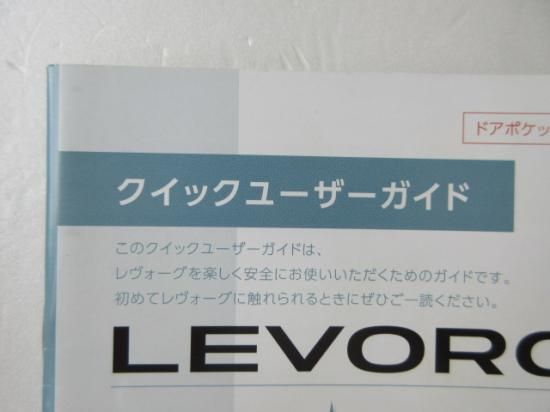 ドアポケッ
クイックユーザーガイド
このクイックユーザーガイドは、
レヴォーグを楽しく安全にお使いいただくためのガイドです。
初めてレヴォーグに触れられるときにぜひご一読ください。
LEVORG